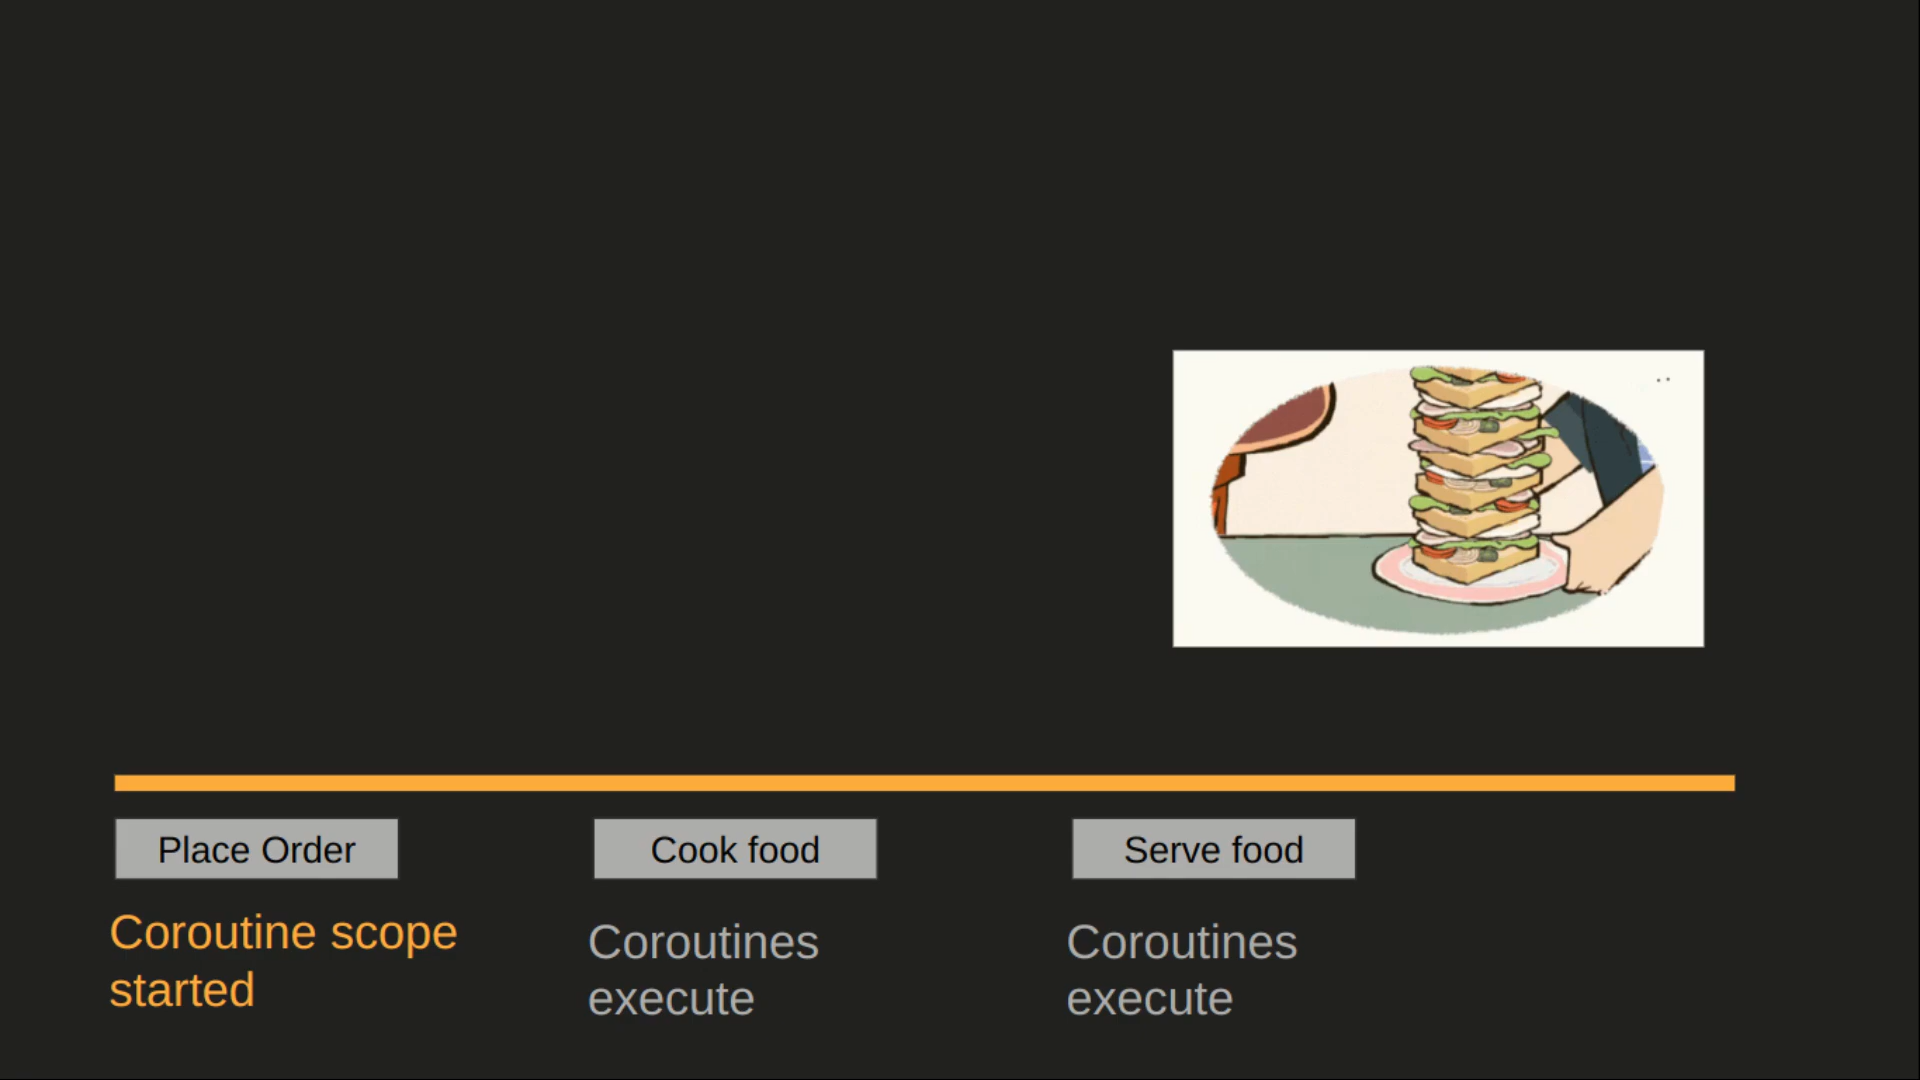 Place Order
Cook food
Serve food
Coroutine scope
started
Coroutines
execute
Coroutines
execute